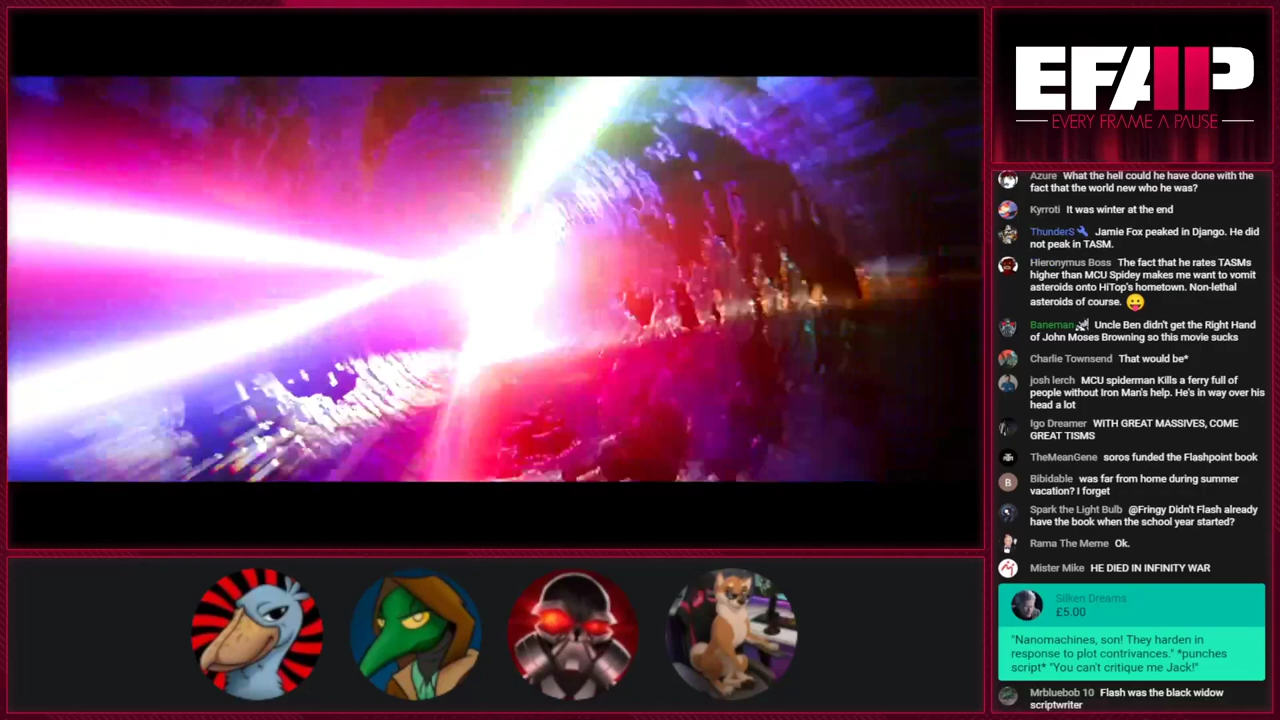 EFAP
EVERY FRAME A PAUSE
Azure What the hell could he have done with the
fact that the world new who he was?
Kyrroti It was winter at the end
ThunderS Jamie Fox peaked in Django. He did
not peak in TASM.
Hieronymus Boss The fact that he rates TASMs
higher than MCU Spidey makes me want to vomit
asteroids onto HiTop's hometown. Non-lethal
asteroids of course.
Baneman Uncle Ben didn't get the Right Hand
of John Moses Browning so this movie sucks
Charlie Townsend That would be*
josh lerch MCU spiderman Kills a ferry full of
people without Iron Man's help. He's in way over his
head a lot
Igo Dreamer WITH GREAT MASSIVES, COME
GREAT TISMS
TheMeanGene soros funded the Flashpoint book
B
Bibidable was far from home during summer
vacation? I forget
Spark the Light Bulb @Fringy Didn't Flash already
have the book when the school year started?
Rama The Meme Ok.
Mister Mike HE DIED IN INFINITY WAR
Silken Dreams
£5.00
"Nanomachines, son! They harden in
response to plot contrivances." *punches
script* "You can't critique me Jack!"
Mrbluebob 10 Flash was the black widow
scriptwriter